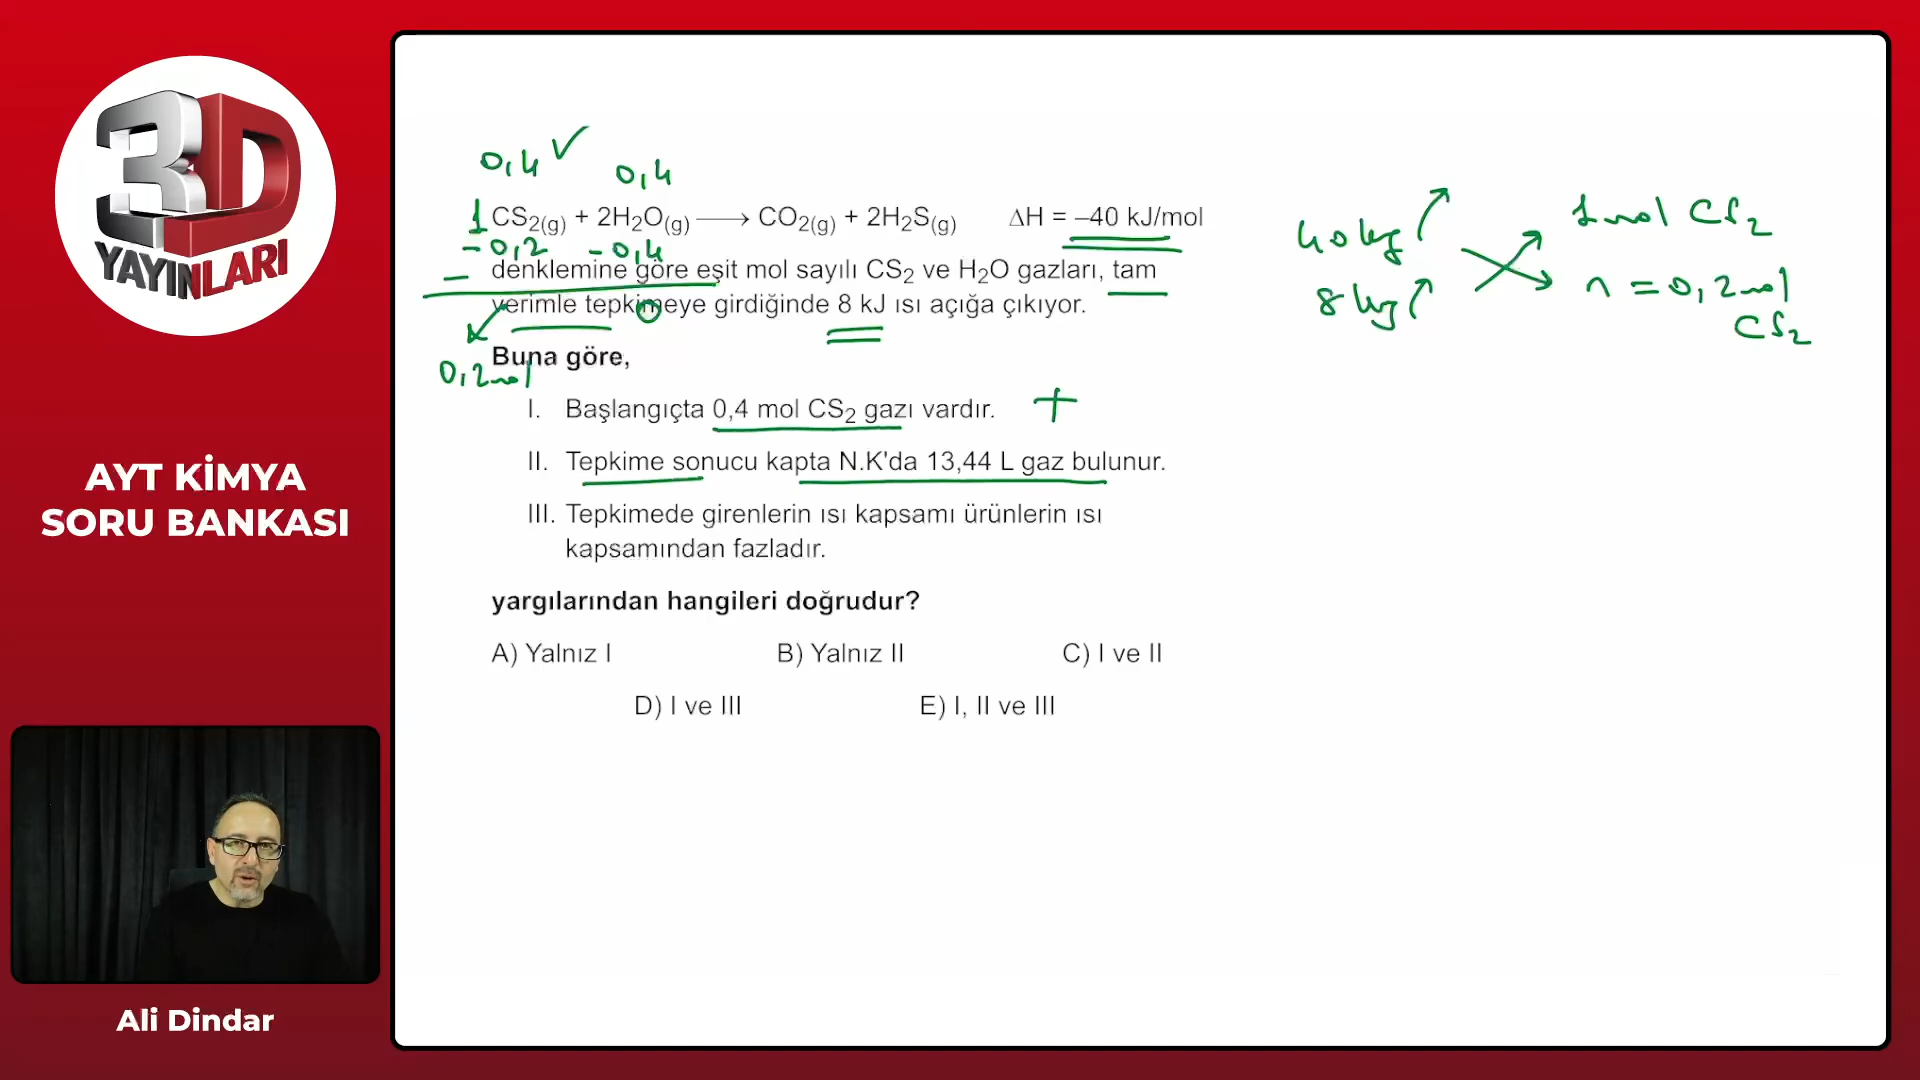 3D
YAYINLARI
AYT KİMYA
SORU BANKASI
Ali Dindar
0,4 ✓
0,4
1 CS2(g) + 2H2O(g) ⟶ CO2(g) + 2H2S(g) ΔH = –40 kJ/mol
-0,2 -0,4
denklemine göre eşit mol sayılı CS2 ve H2O gazları, tam
verimle tepkimeye girdiğinde 8 kJ ısı açığa çıkıyor.
0
Buna göre,
0,2 mol
I. Başlangıçta 0,4 mol CS2 gazı vardır. +
II. Tepkime sonucu kapta N.K'da 13,44 L gaz bulunur.
III. Tepkimede girenlerin ısı kapsamı ürünlerin ısı
kapsamından fazladır.
yargılarından hangileri doğrudur?
A) Yalnız I B) Yalnız II C) I ve II
D) I ve III E) I, II ve III
40 kJ 1 mol CS2
8 kJ n = 0,2 mol
CS2